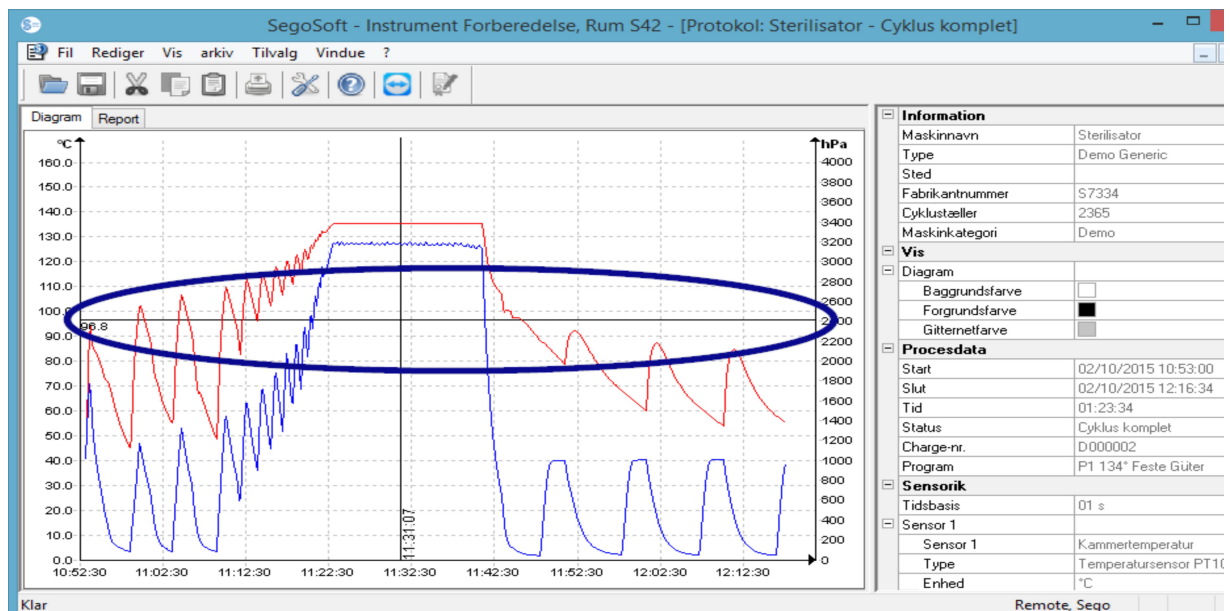 SegoSoft - Instrument Forberedelse, Rum S42 - [Protokol: Sterilisator - Cyklus komplet]
Fil Rediger Vis arkiv Tilvalg Vindue ?
Diagram Report
°C hPa
160.0 4000
3800
150.0 3600
140.0 3400
130.0 3200
120.0 3000
2800
110.0 2600
100.0 2400
96.8
90.0 2200
80.0 2000
70.0 1800
60.0 1600
1400
50.0 1200
40.0 1000
30.0 800
20.0 600
10.0 400
200
0.0 0
11:31:07
10:52:30 11:02:30 11:12:30 11:22:30 11:32:30 11:42:30 11:52:30 12:02:30 12:12:30
Information
Maskinnavn Sterilisator
Type Demo Generic
Sted
Fabrikantnummer S7334
Cyklustæller 2365
Maskinkategori Demo
Vis
Diagram
Baggrundsfarve
Forgrundsfarve
Gitternetfarve
Procesdata
Start 02/10/2015 10:53:00
Slut 02/10/2015 12:16:34
Tid 01:23:34
Status Cyklus komplet
Charge-nr. D000002
Program P1 134° Feste Güter
Sensorik
Tidsbasis 01 s
Sensor 1
Sensor 1 Kammertemperatur
Type Temperatursensor PT10
Enhed °C
Klar Remote, Sego